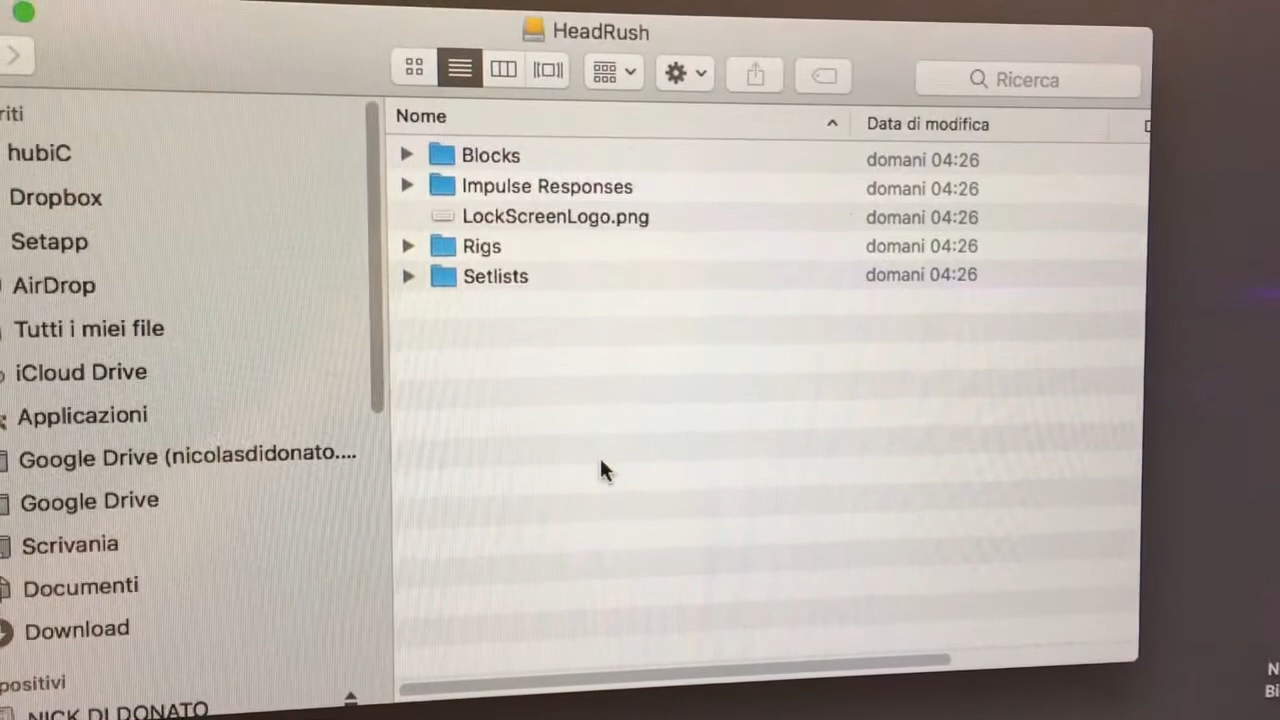 HeadRush
Ricerca
riti
hubiC
Dropbox
Setapp
AirDrop
Tutti i miei file
iCloud Drive
Applicazioni
Google Drive (nicolasdidonato....
Google Drive
Scrivania
Documenti
Download
positivi
NICK DI DONATO
Nome
Data di modifica
Blocks
domani 04:26
Impulse Responses
domani 04:26
LockScreenLogo.png
domani 04:26
Rigs
domani 04:26
Setlists
domani 04:26
N
Bi